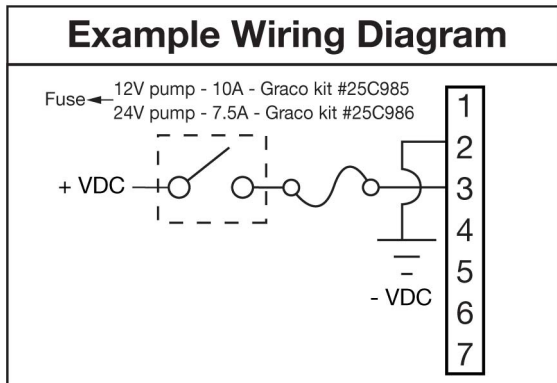 Example Wiring Diagram
12V pump - 10A - Graco kit #25C985
Fuse
24V pump - 7.5A - Graco kit #25C986
+ VDC
- VDC
1
2
3
4
5
6
7